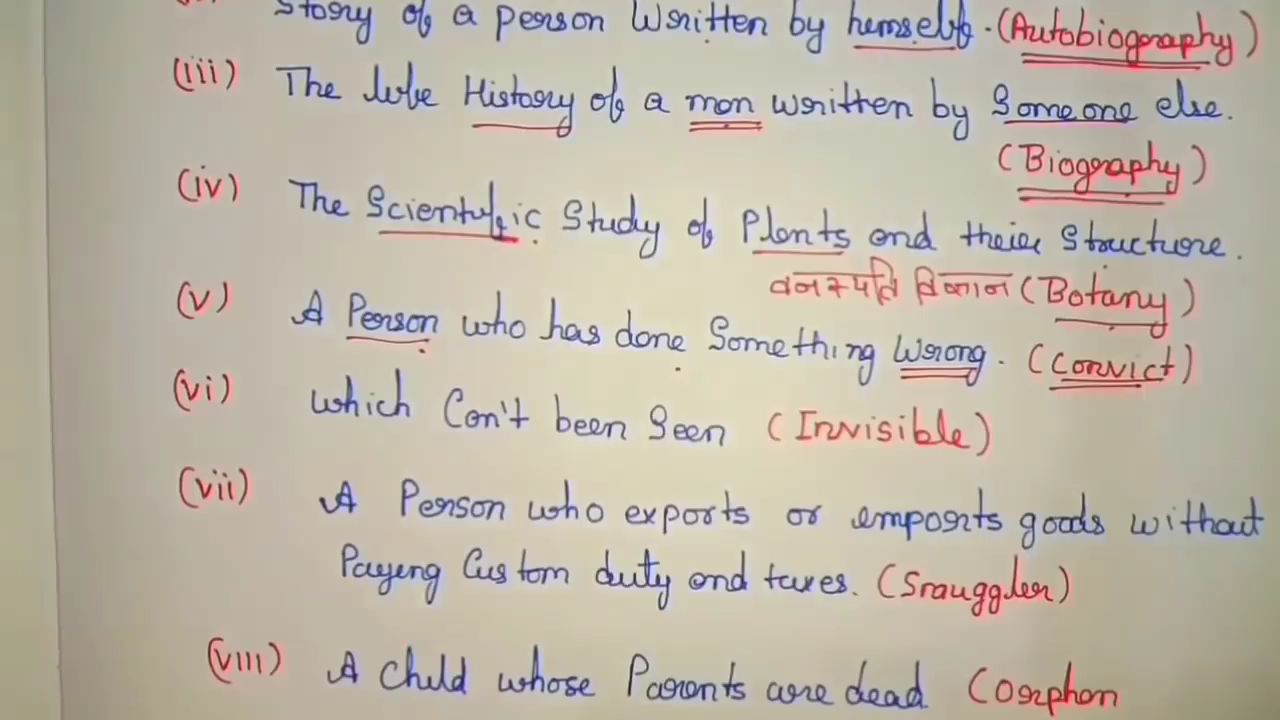 Story of a person written by himself. (Autobiography)
(iii) The life History of a man written by Someone else.
(Biography)
(iv) The Scientific Study of Plants and their Structure.
वनस्पति विज्ञान (Botany)
(v) A Person who has done Something Wrong. (Convict)
(vi) which Can't been Seen (Invisible)
(vii) A Person who exports or imports goods without
Paying Custom duty and taxes. (Smuggler)
(viii) A Child whose Parents are dead (Orphan